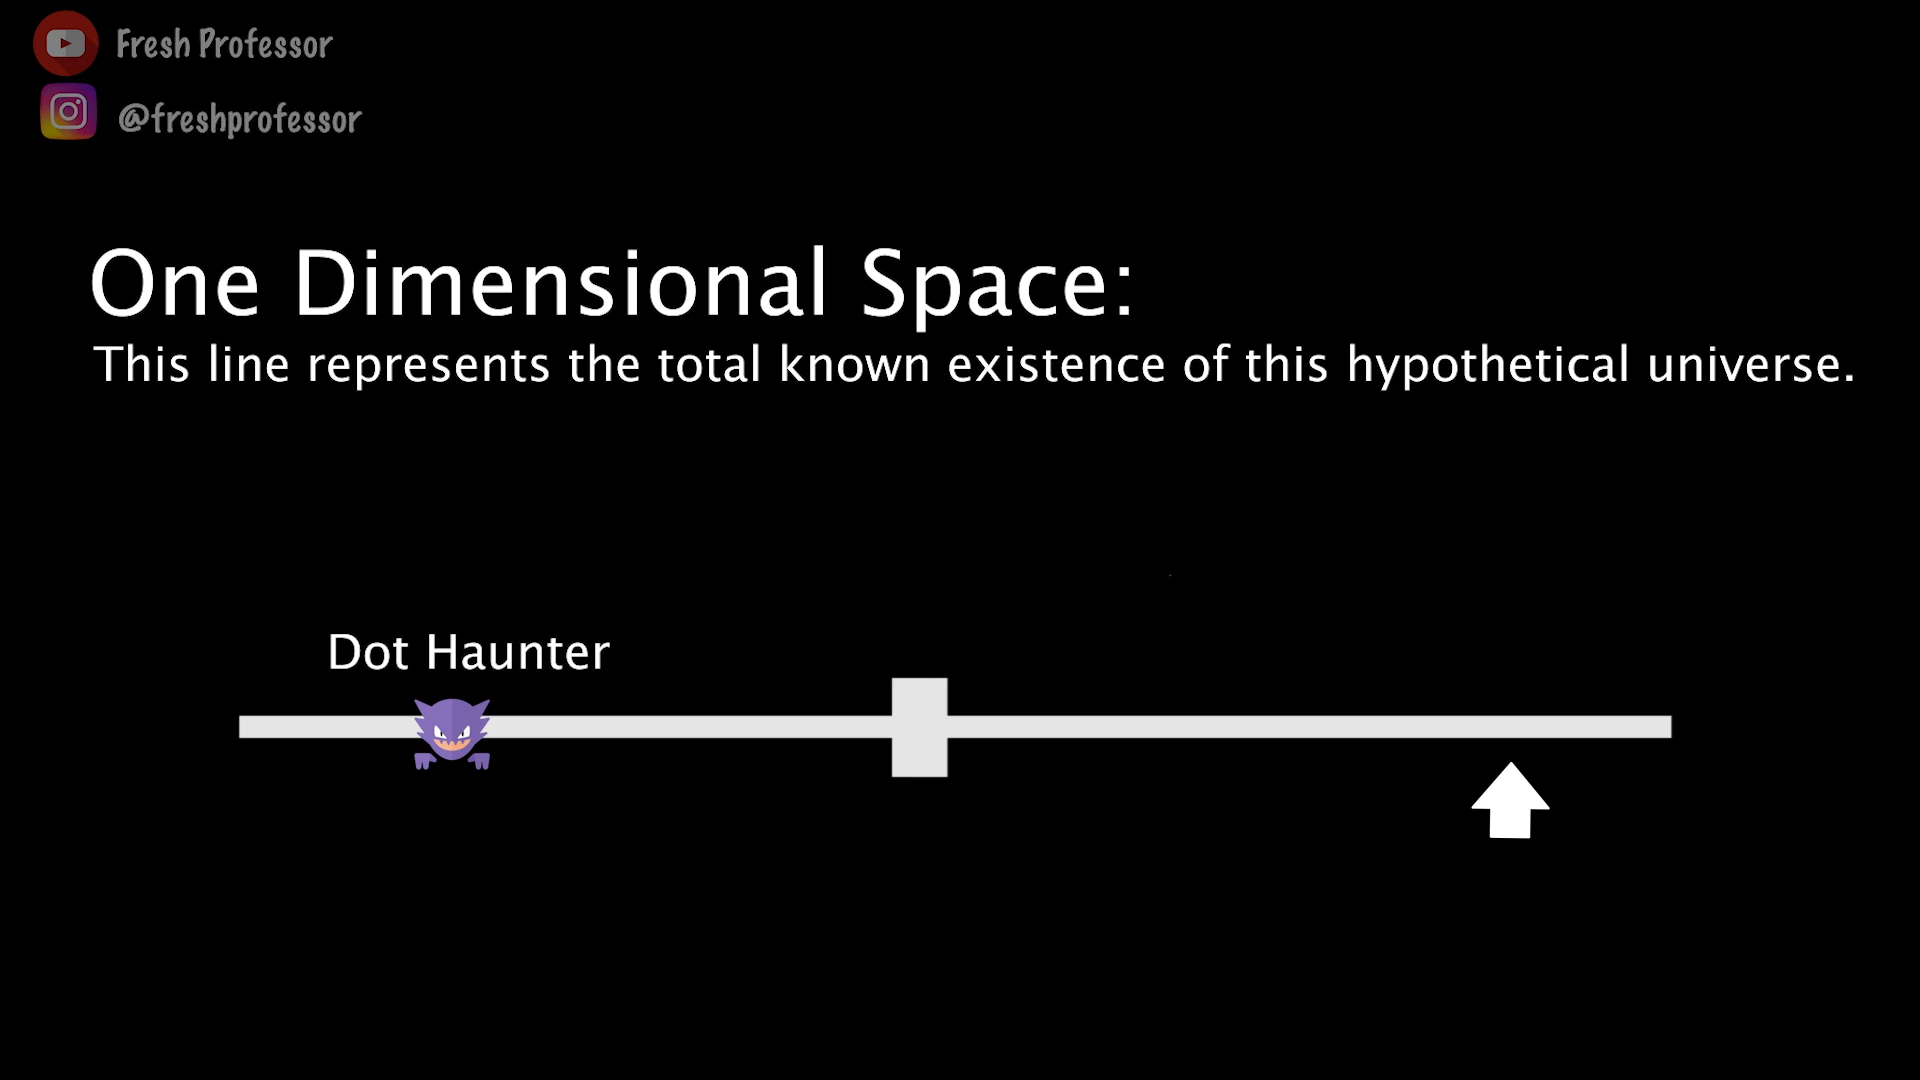 Fresh Professor
@freshprofessor
One Dimensional Space:
This line represents the total known existence of this hypothetical universe.
Dot Haunter